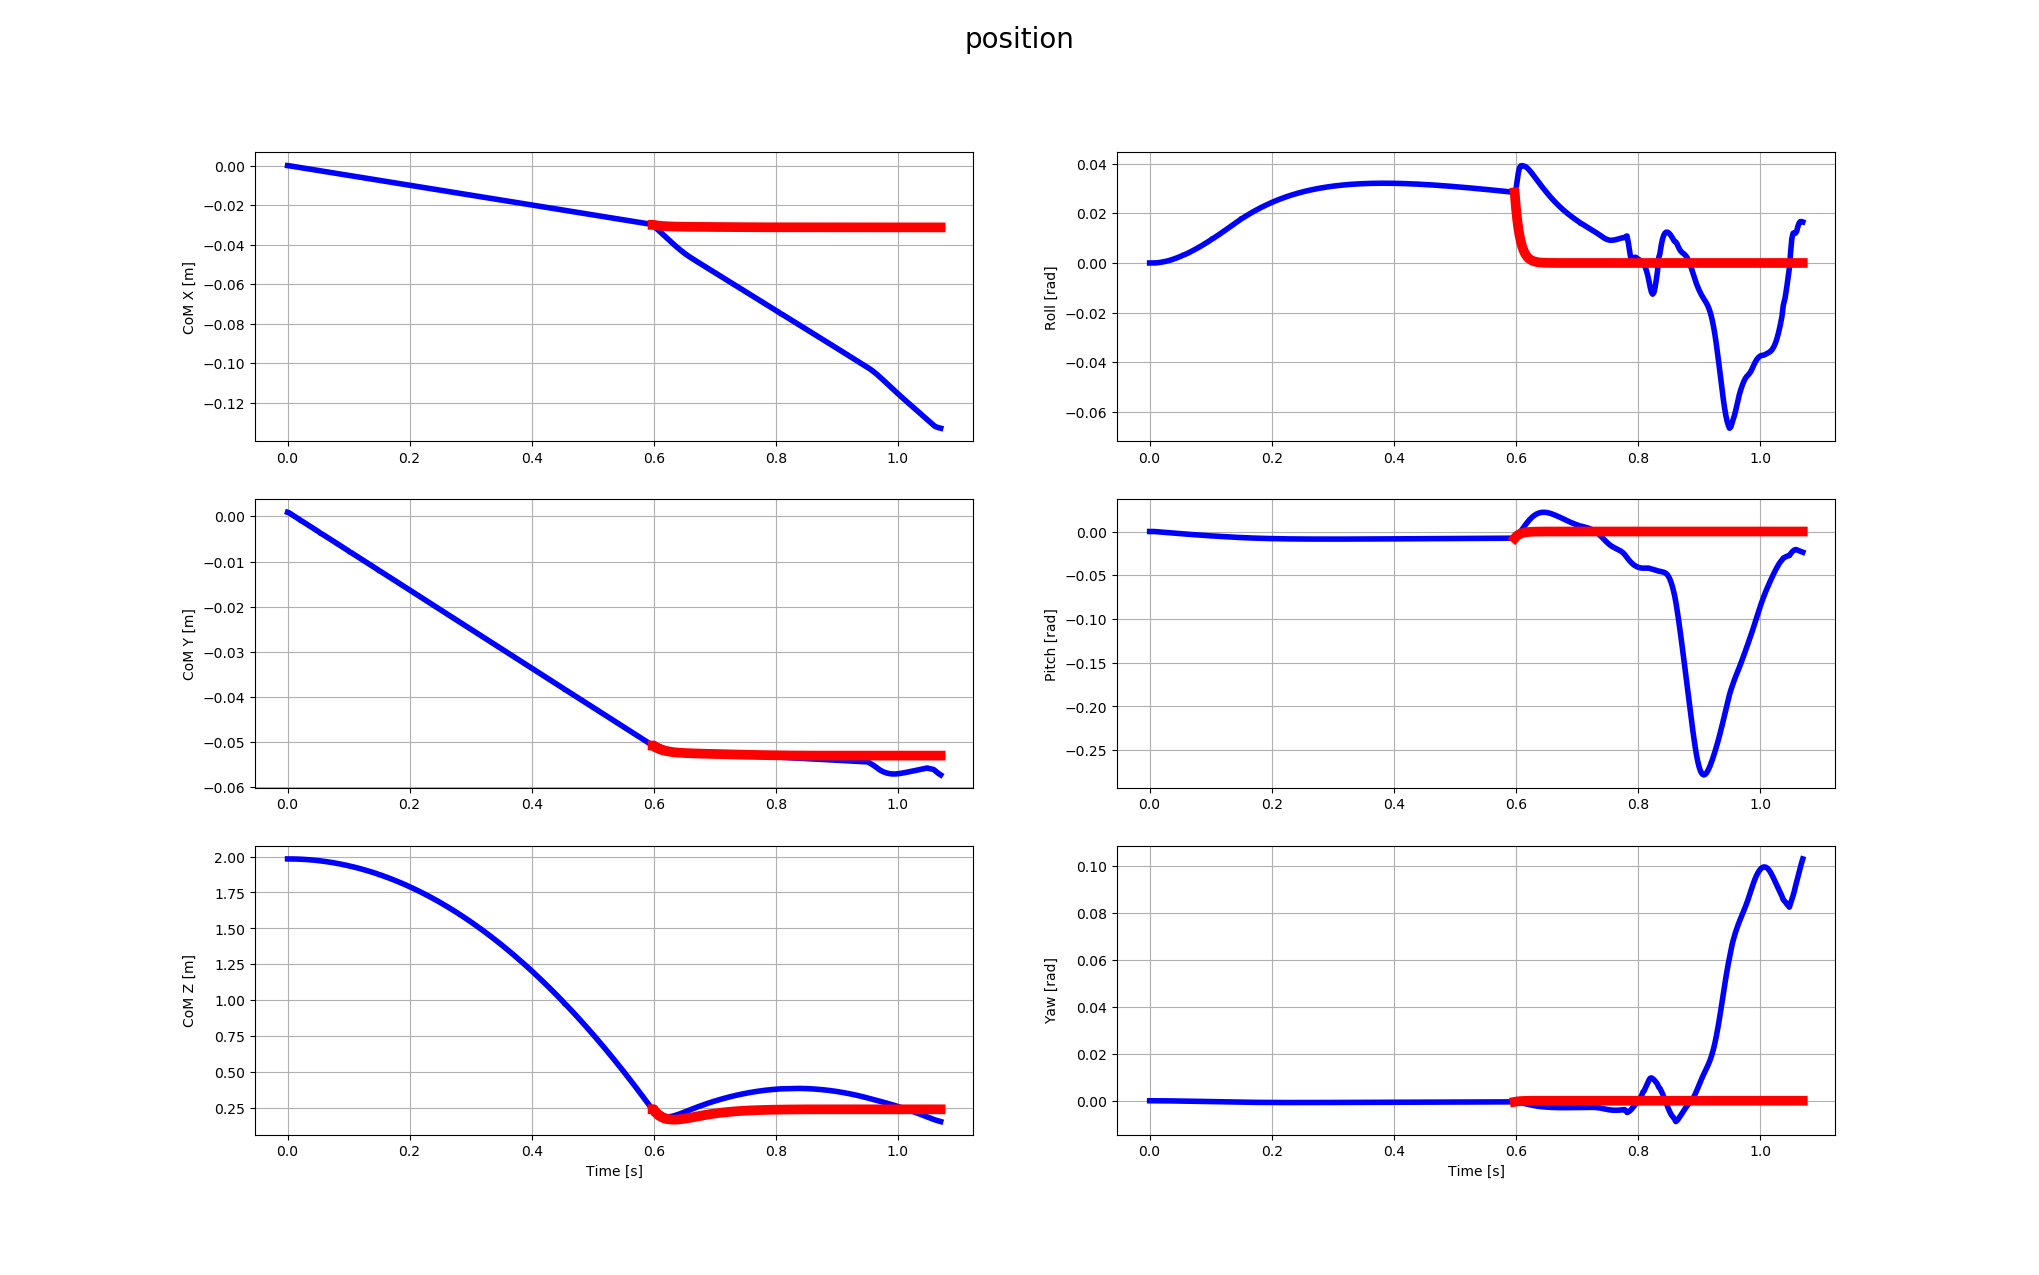 position
0.00
−0.02
−0.04
−0.06
−0.08
−0.10
−0.12
CoM X [m]
0.0 0.2 0.4 0.6 0.8 1.0
0.04
0.02
0.00
−0.02
−0.04
−0.06
Roll [rad]
0.0 0.2 0.4 0.6 0.8 1.0
0.00
−0.01
−0.02
−0.03
−0.04
−0.05
−0.06
CoM Y [m]
0.0 0.2 0.4 0.6 0.8 1.0
0.00
−0.05
−0.10
−0.15
−0.20
−0.25
Pitch [rad]
0.0 0.2 0.4 0.6 0.8 1.0
2.00
1.75
1.50
1.25
1.00
0.75
0.50
0.25
CoM Z [m]
0.0 0.2 0.4 0.6 0.8 1.0
Time [s]
0.10
0.08
0.06
0.04
0.02
0.00
Yaw [rad]
0.0 0.2 0.4 0.6 0.8 1.0
Time [s]